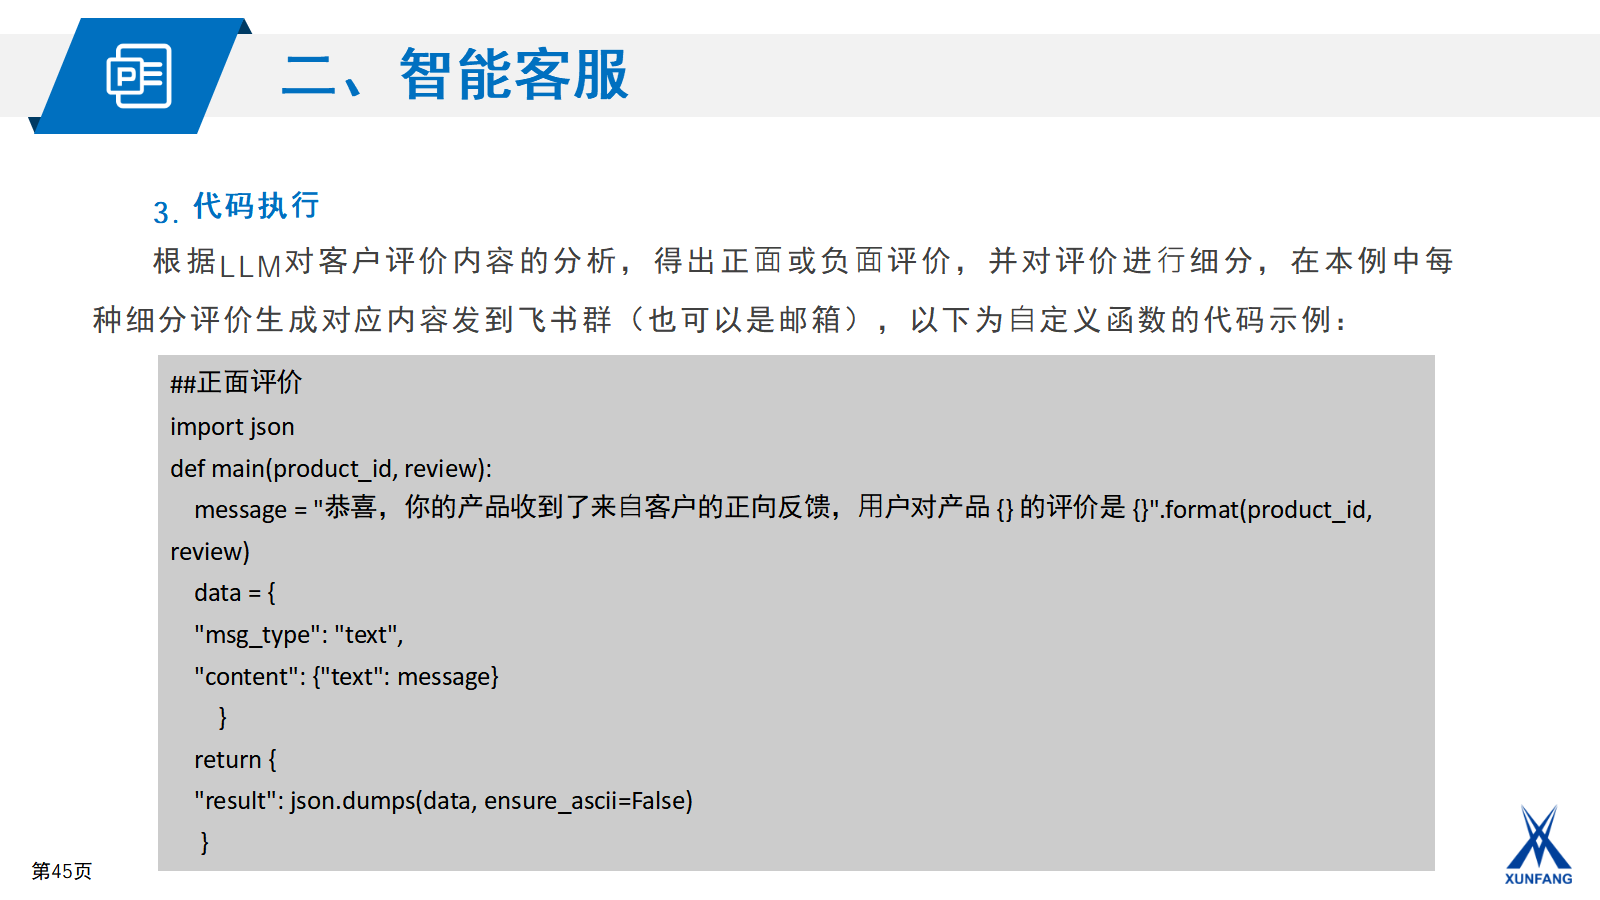 二、智能客服
3. 代码执行
根据LLM对客户评价内容的分析，得出正面或负面评价，并对评价进行细分，在本例中每
种细分评价生成对应内容发到飞书群（也可以是邮箱），以下为自定义函数的代码示例：
##正面评价
import json
def main(product_id, review):
    message = "恭喜，你的产品收到了来自客户的正向反馈，用户对产品 {} 的评价是 {}".format(product_id,
review)
    data = {
    "msg_type": "text",
    "content": {"text": message}
        }
    return {
    "result": json.dumps(data, ensure_ascii=False)
     }
第45页
XUNFANG